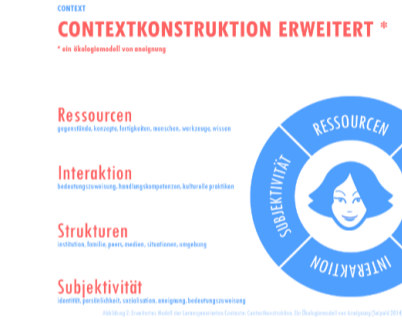 CONTEXT
CONTEXTKONSTRUKTION ERWEITERT *
* ein ökologiemodell von aneignung
Ressourcen
gegenstände, konzepte, fertigkeiten, menschen, werkzeuge, wissen
Interaktion
bedeutungszuweisung, handlungskompetenzen, kulturelle praktiken
Strukturen
institution, familie, peers, medien, situationen, umgebung
Subjektivität
identität, persönlichkeit, sozialisation, aneignung, bedeutungszuweisung
RESSOURCEN
SUBJEKTIVITÄT
INTERAKTION